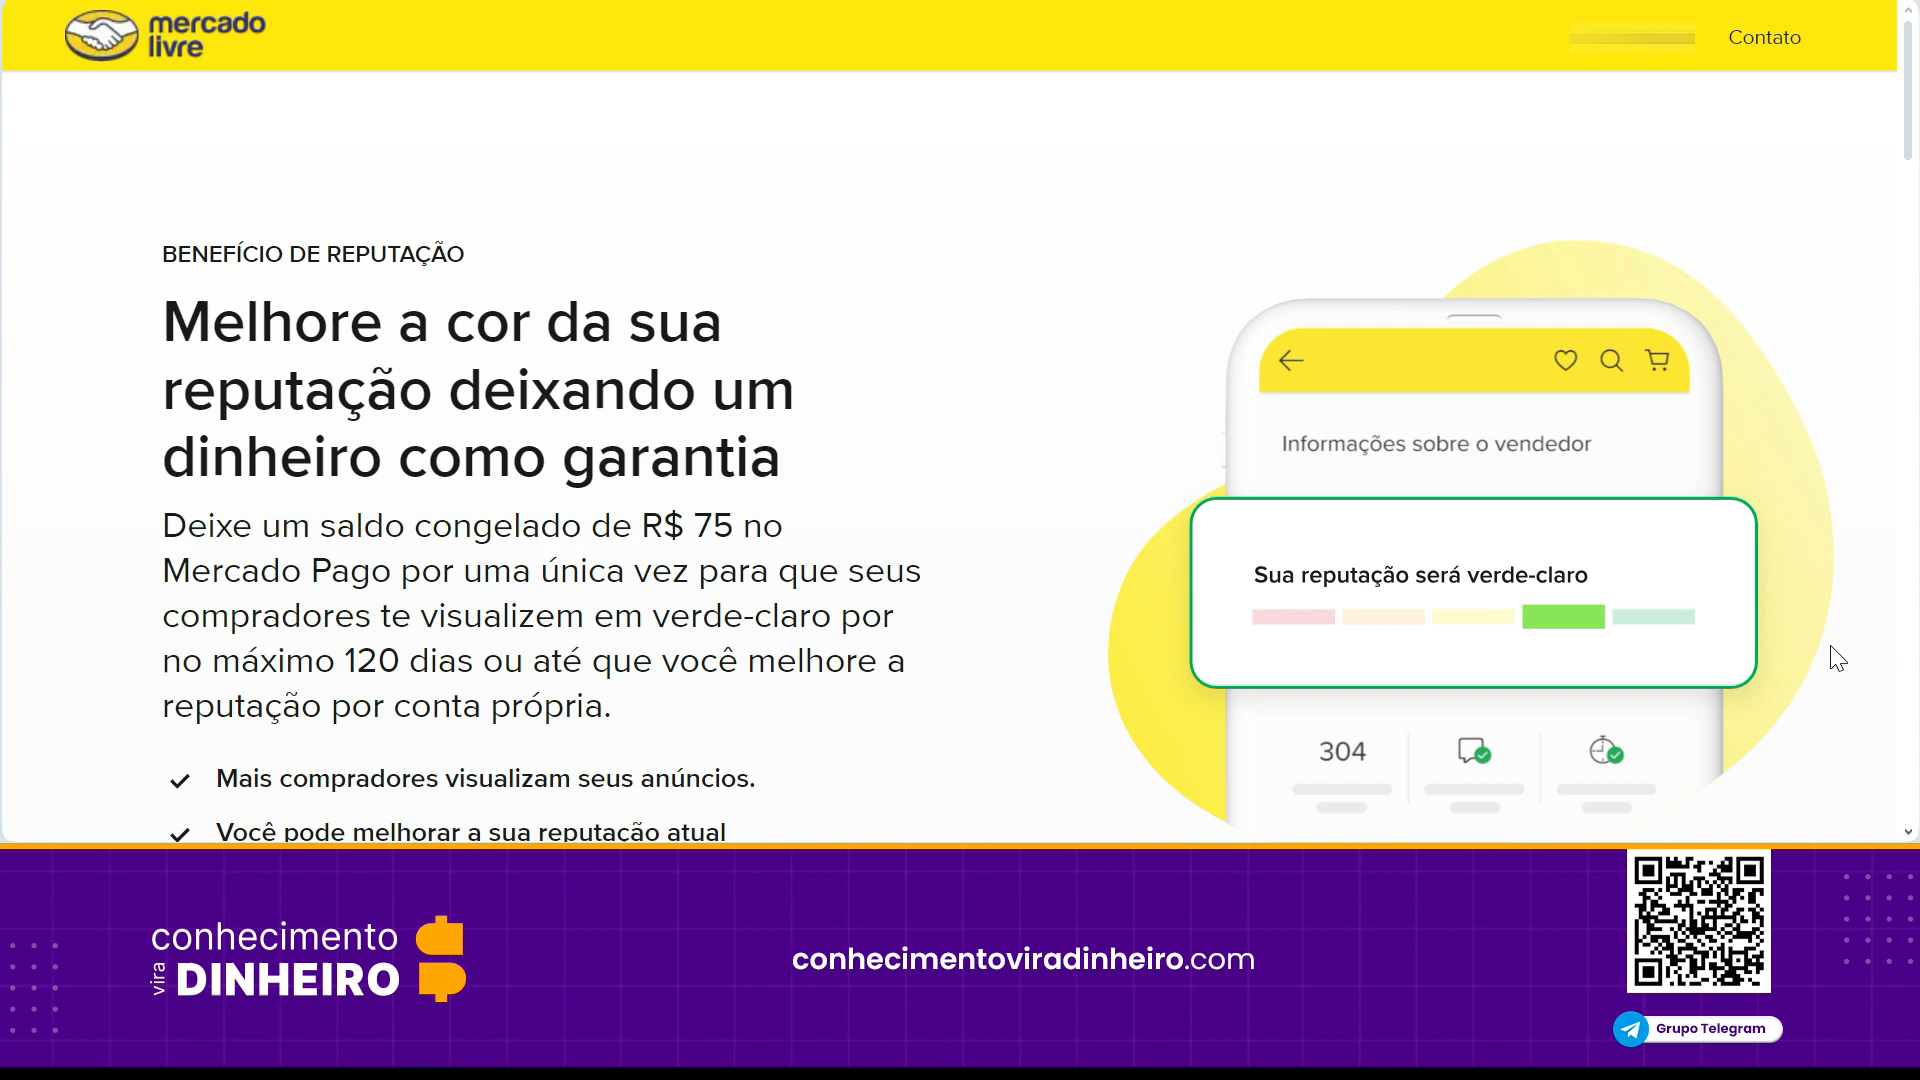 mercado
livre
Contato
BENEFÍCIO DE REPUTAÇÃO
Melhore a cor da sua
reputação deixando um
dinheiro como garantia
Deixe um saldo congelado de R$ 75 no
Mercado Pago por uma única vez para que seus
compradores te visualizem em verde-claro por
no máximo 120 dias ou até que você melhore a
reputação por conta própria.
Mais compradores visualizam seus anúncios.
Você pode melhorar a sua reputação atual
Informações sobre o vendedor
Sua reputação será verde-claro
304
conhecimento
vira DINHEIRO
conhecimentoviradinheiro.com
Grupo Telegram